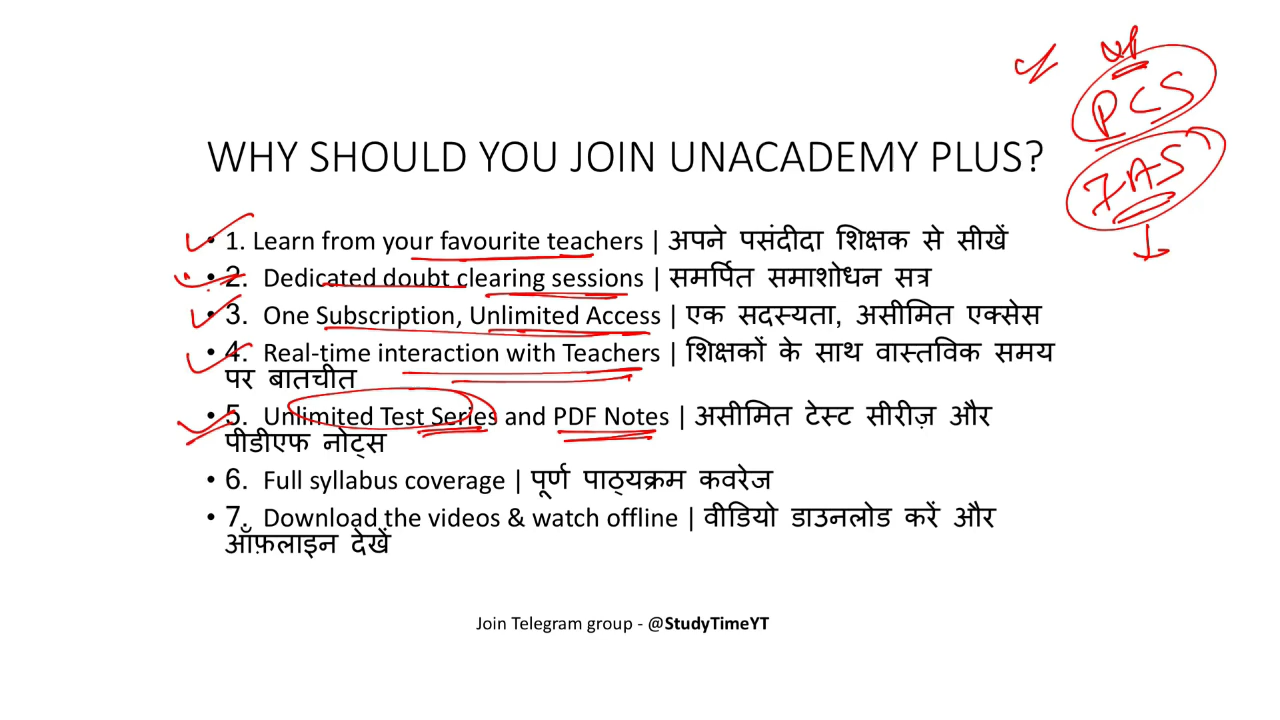 UP
PCS
IAS
WHY SHOULD YOU JOIN UNACADEMY PLUS?
• 1. Learn from your favourite teachers | अपने पसंदीदा शिक्षक से सीखें
• 2. Dedicated doubt clearing sessions | समर्पित समाशोधन सत्र
• 3. One Subscription, Unlimited Access | एक सदस्यता, असीमित एक्सेस
• 4. Real-time interaction with Teachers | शिक्षकों के साथ वास्तविक समय
पर बातचीत
• 5. Unlimited Test Series and PDF Notes | असीमित टेस्ट सीरीज़ और
पीडीएफ नोट्स
• 6. Full syllabus coverage | पूर्ण पाठ्यक्रम कवरेज
• 7. Download the videos & watch offline | वीडियो डाउनलोड करें और
ऑफ़लाइन देखें
Join Telegram group - @StudyTimeYT